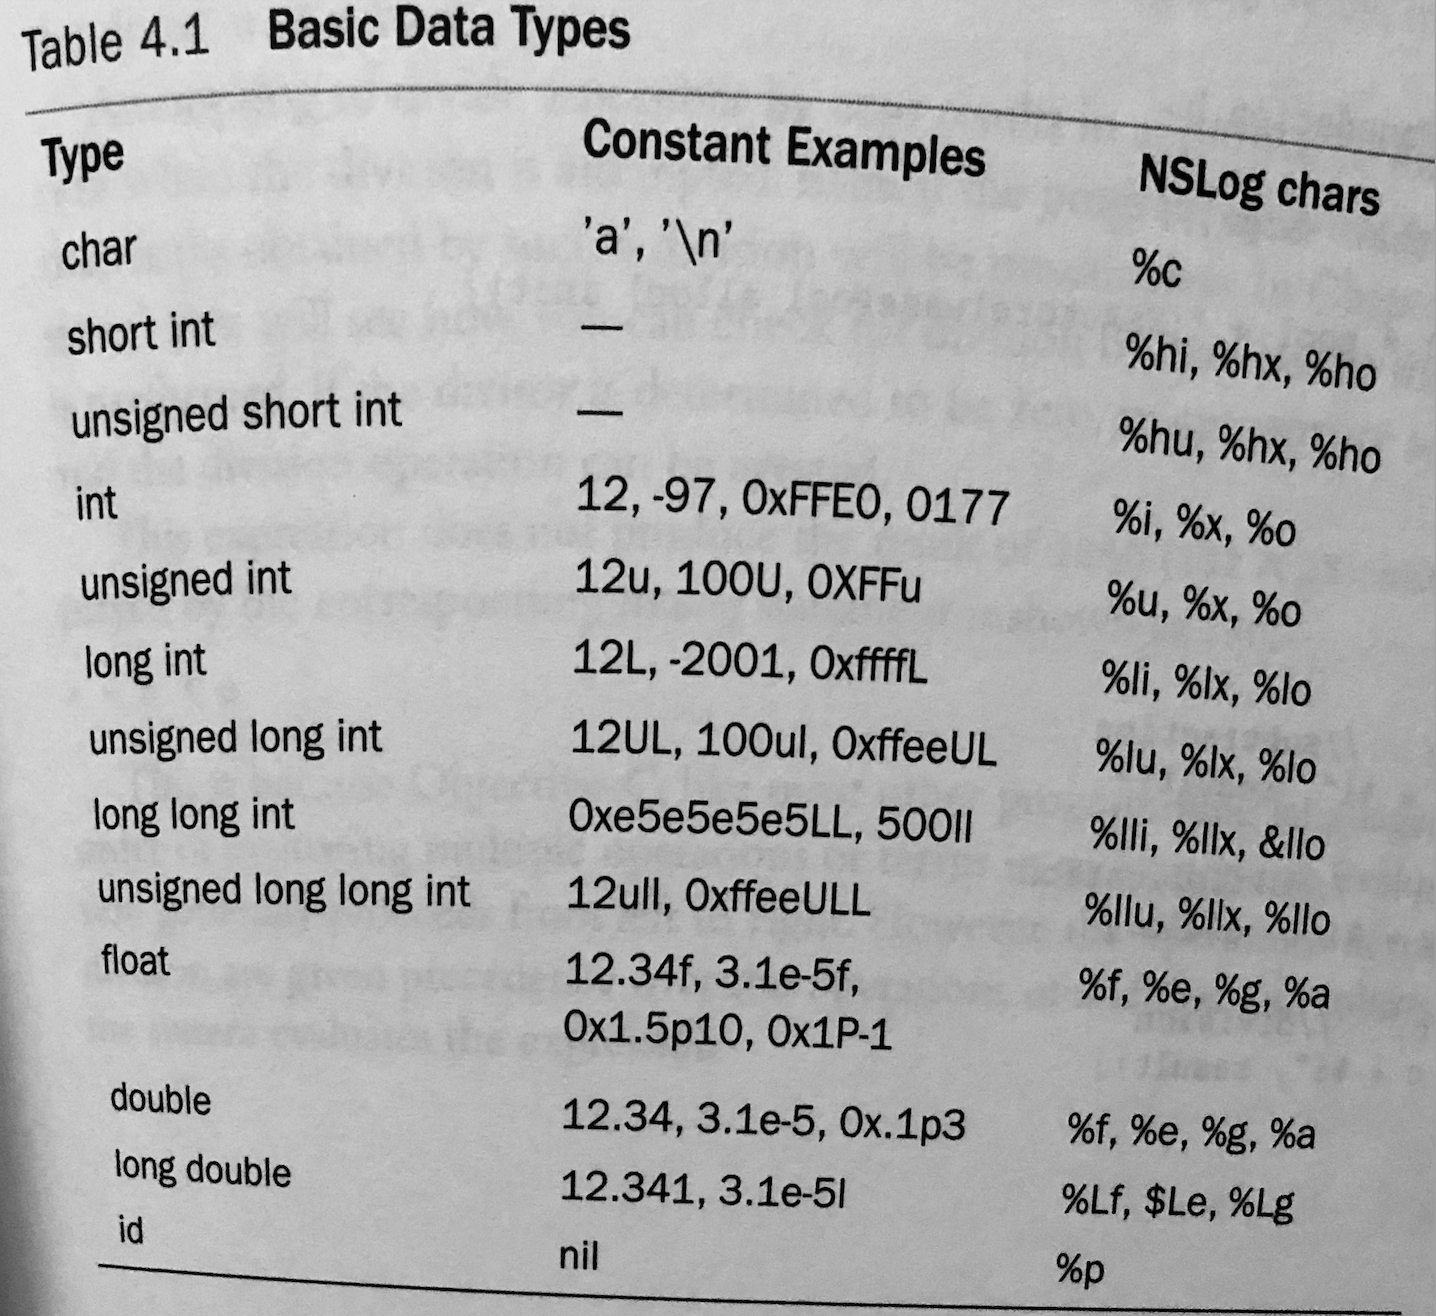 Table 4.1 Basic Data Types
Type Constant Examples NSLog chars
char 'a', '\n' %c
short int — %hi, %hx, %ho
unsigned short int — %hu, %hx, %ho
int 12, -97, 0xFFE0, 0177 %i, %x, %o
unsigned int 12u, 100U, 0XFFu %u, %x, %o
long int 12L, -2001, 0xffffL %li, %lx, %lo
unsigned long int 12UL, 100ul, 0xffeeUL %lu, %lx, %lo
long long int 0xe5e5e5e5LL, 500ll %lli, %llx, &llo
unsigned long long int 12ull, 0xffeeULL %llu, %llx, %llo
float 12.34f, 3.1e-5f, %f, %e, %g, %a
0x1.5p10, 0x1P-1
double 12.34, 3.1e-5, 0x.1p3 %f, %e, %g, %a
long double 12.341, 3.1e-5l %Lf, $Le, %Lg
id nil %p